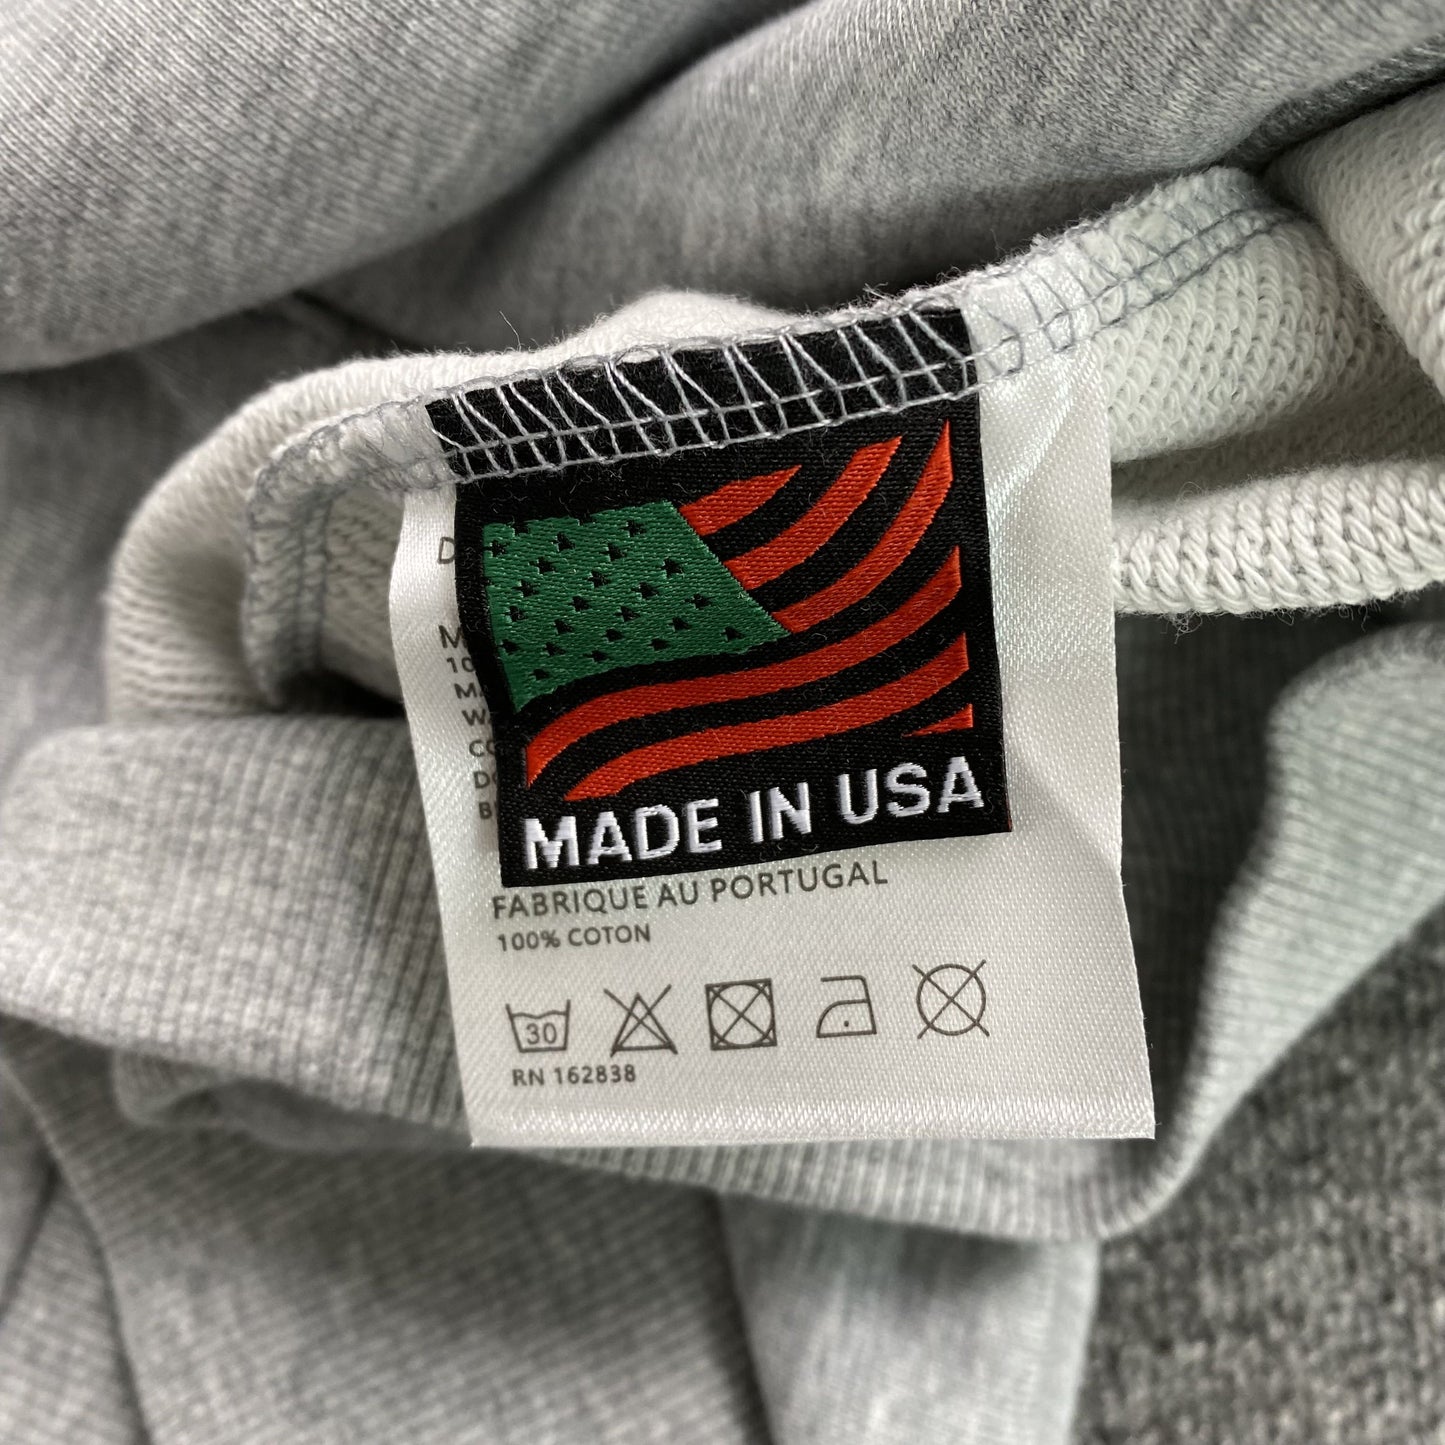 MADE IN USA
FABRIQUE AU PORTUGAL
100% COTON
30
RN 162838